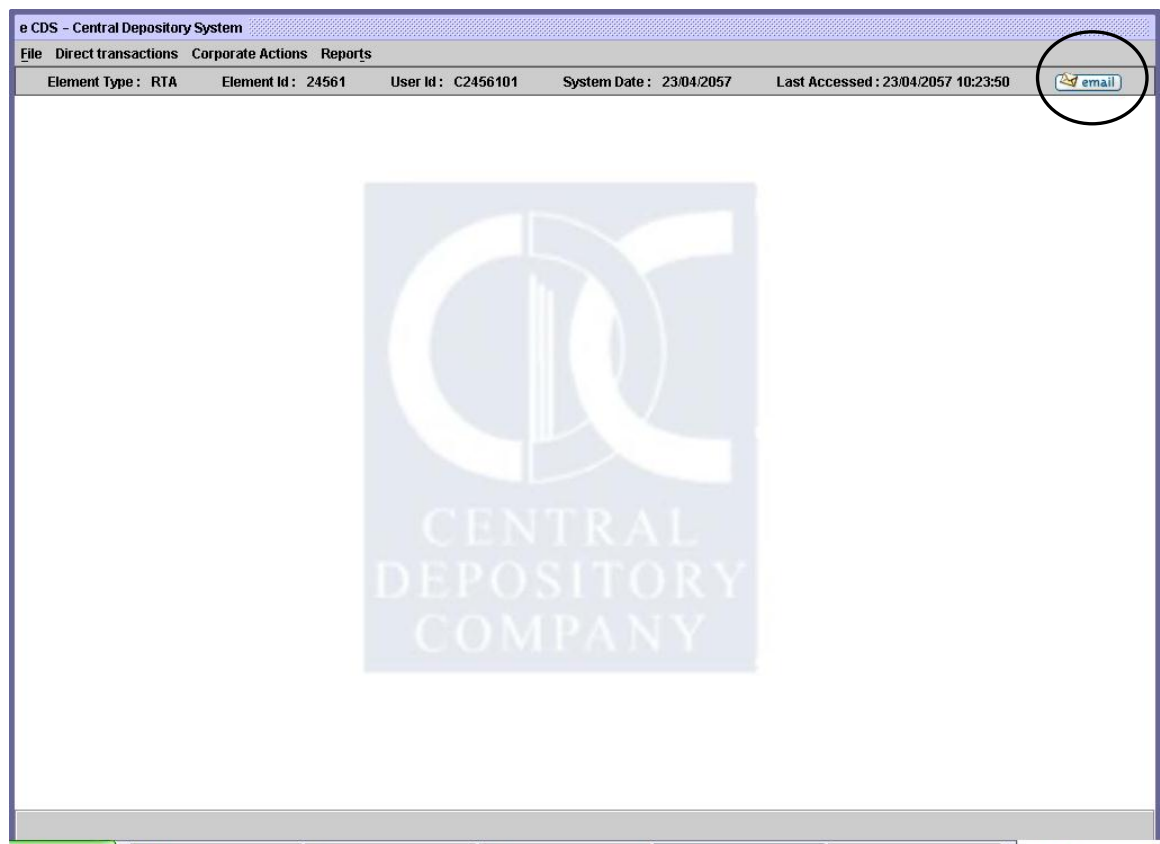 e CDS - Central Depository System
File Direct transactions Corporate Actions Reports
Element Type : RTA Element Id : 24561 User Id : C2456101 System Date : 23/04/2057 Last Accessed : 23/04/2057 10:23:50 email
CENTRAL
DEPOSITORY
COMPANY